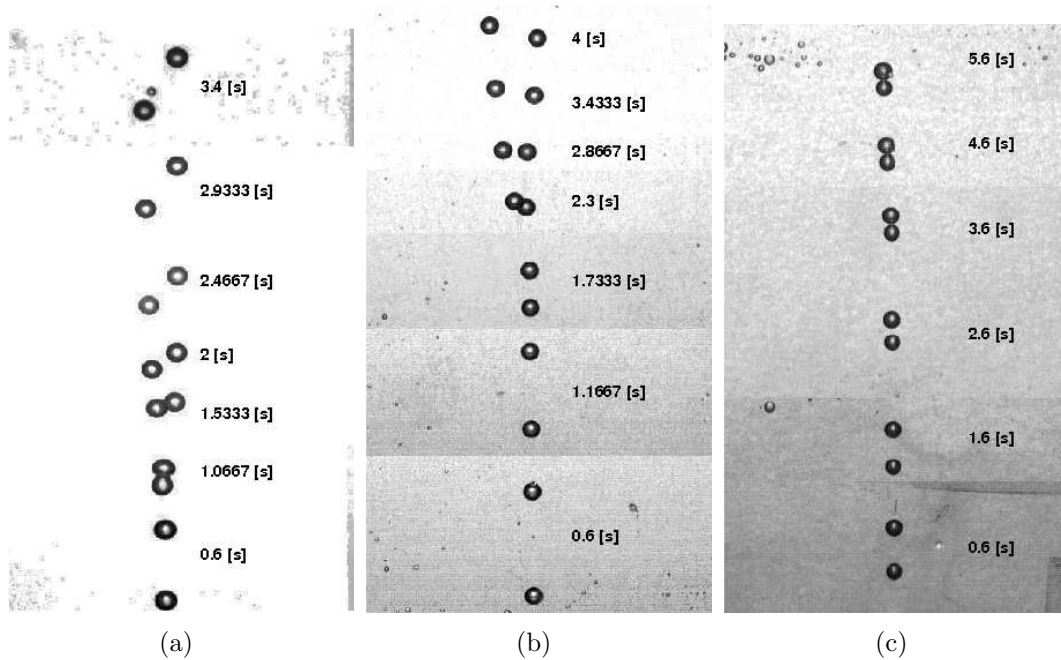 3.4 [s]
2.9333 [s]
2.4667 [s]
2 [s]
1.5333 [s]
1.0667 [s]
0.6 [s]
(a)
4 [s]
3.4333 [s]
2.8667 [s]
2.3 [s]
1.7333 [s]
1.1667 [s]
0.6 [s]
(b)
5.6 [s]
4.6 [s]
3.6 [s]
2.6 [s]
1.6 [s]
0.6 [s]
(c)